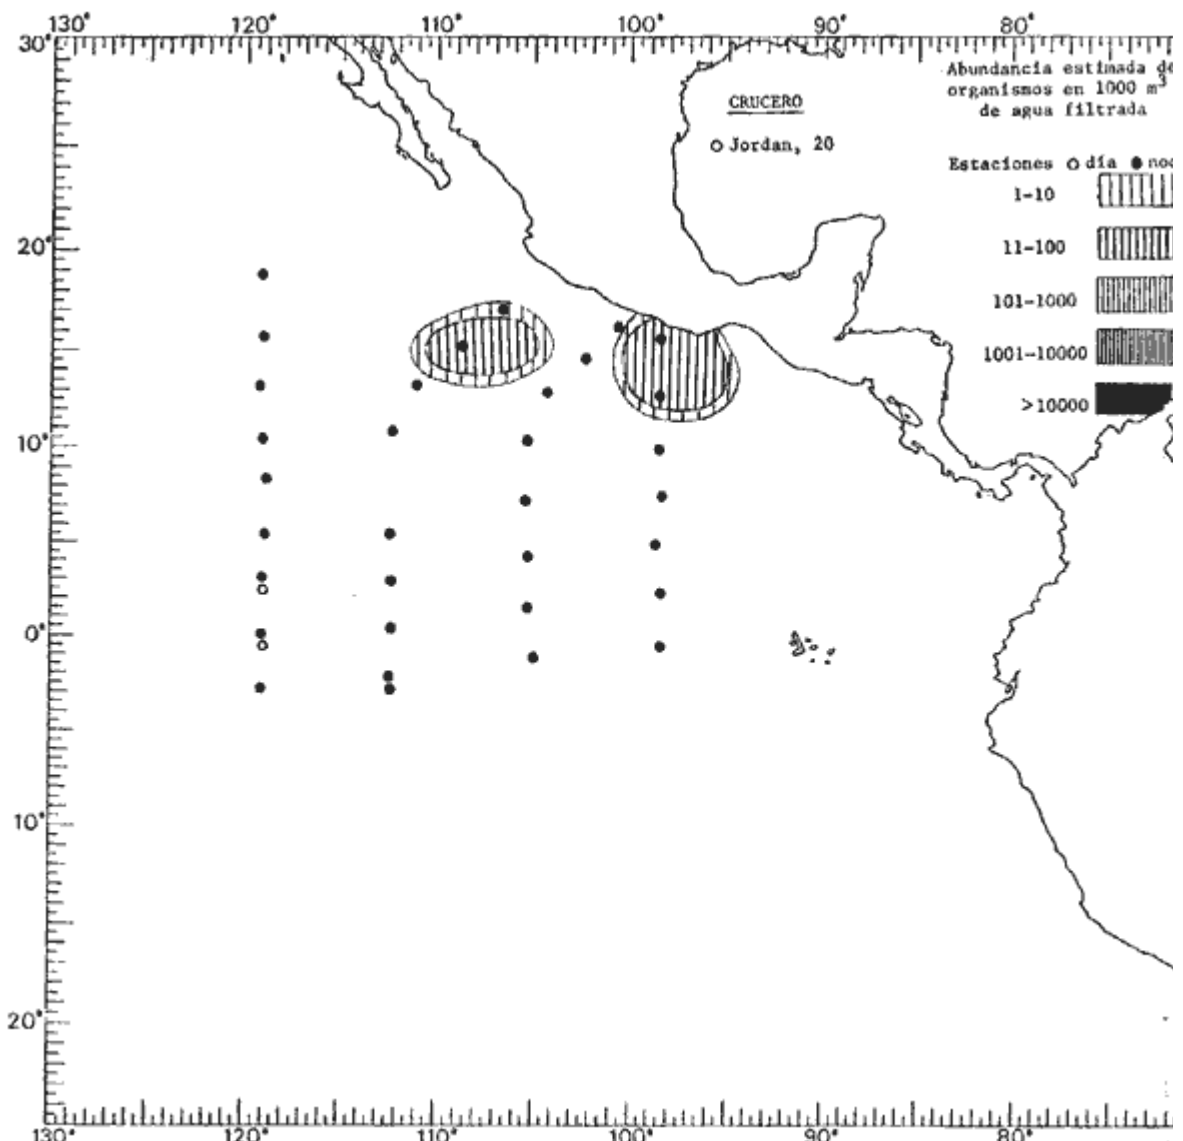 130° 120° 110° 100° 90° 80°
30°
Abundancia estimada de
organismos en 1000 m³
de agua filtrada
CRUCERO
Jordan, 20
Estaciones o día ● noc
1-10
20°
11-100
101-1000
1001-10000
>10000
10°
0°
10°
20°
130° 120° 110° 100° 90° 80°